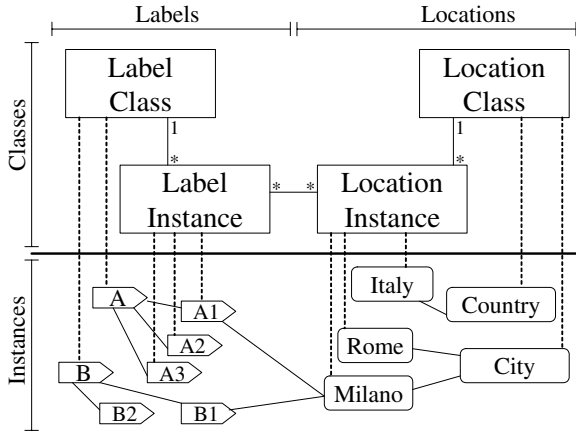 Labels
Locations
Classes
Label
Class
Location
Class
1
1
*
*
Label
Instance
*
*
Location
Instance
Instances
Italy
A
A1
Country
A2
Rome
City
B
A3
Milano
B2
B1